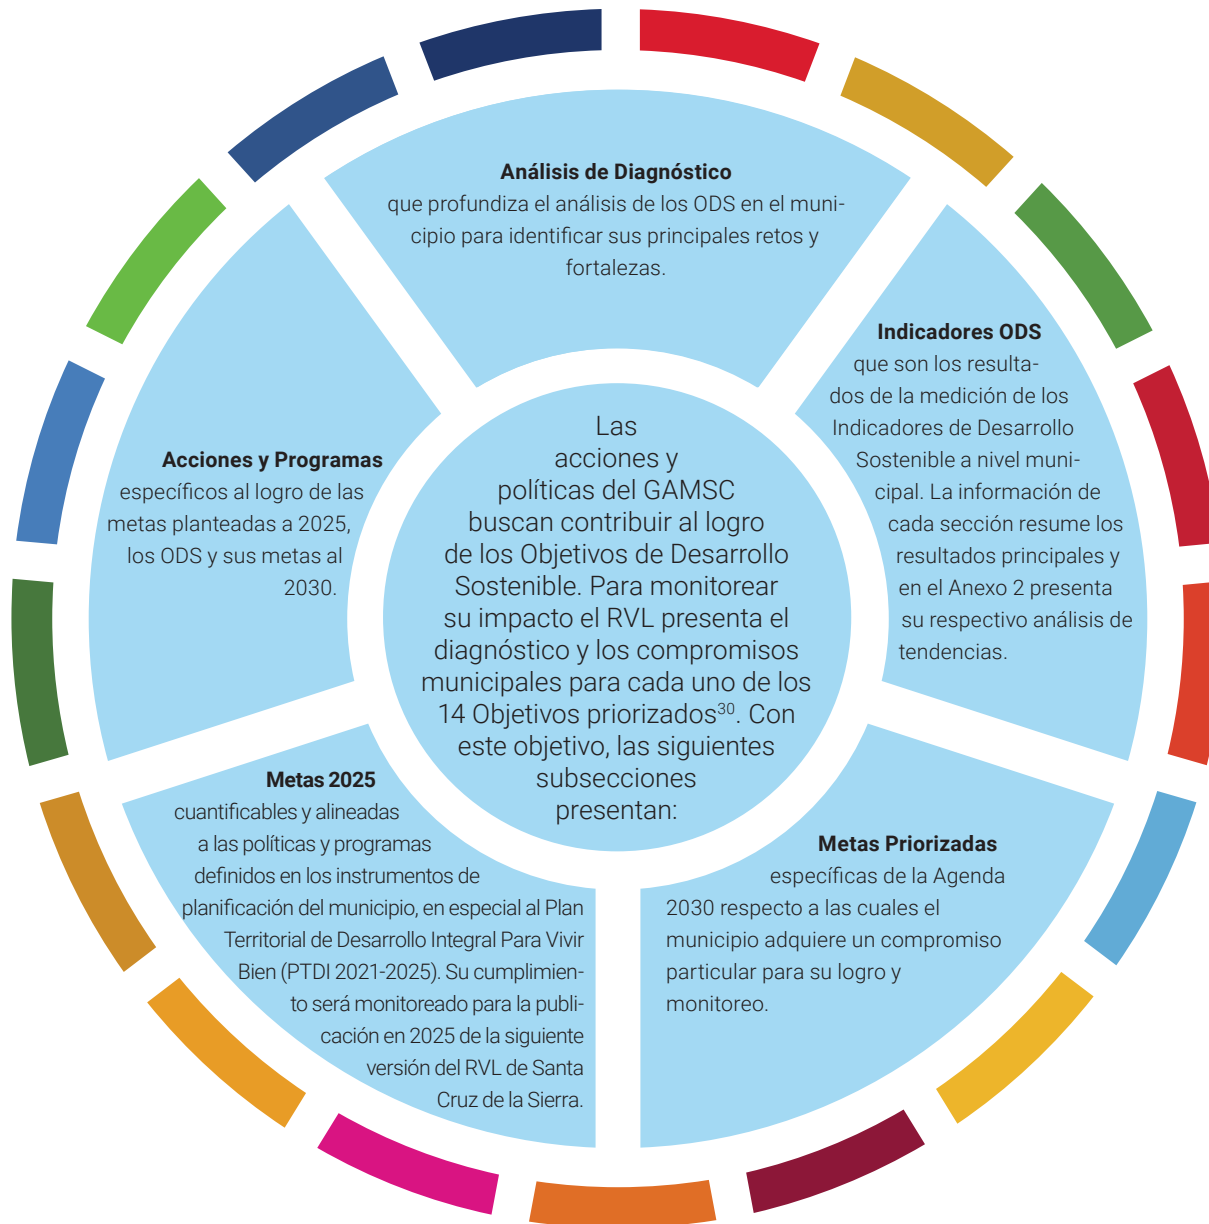 Análisis de Diagnóstico
que profundiza el análisis de los ODS en el muni-
cipio para identificar sus principales retos y
fortalezas.
Indicadores ODS
que son los resulta-
dos de la medición de los
Indicadores de Desarrollo
Sostenible a nivel muni-
cipal. La información de
cada sección resume los
resultados principales y
en el Anexo 2 presenta
su respectivo análisis de
tendencias.
Metas Priorizadas
específicas de la Agenda
2030 respecto a las cuales el
municipio adquiere un compromiso
particular para su logro y
monitoreo.
Metas 2025
cuantificables y alineadas
a las políticas y programas
definidos en los instrumentos de
planificación del municipio, en especial al Plan
Territorial de Desarrollo Integral Para Vivir
Bien (PTDI 2021-2025). Su cumplimien-
to será monitoreado para la publi-
cación en 2025 de la siguiente
versión del RVL de Santa
Cruz de la Sierra.
Acciones y Programas
específicos al logro de las
metas planteadas a 2025,
los ODS y sus metas al
2030.
Las
acciones y
políticas del GAMSC
buscan contribuir al logro
de los Objetivos de Desarrollo
Sostenible. Para monitorear
su impacto el RVL presenta el
diagnóstico y los compromisos
municipales para cada uno de los
14 Objetivos priorizados³⁰. Con
este objetivo, las siguientes
subsecciones
presentan: